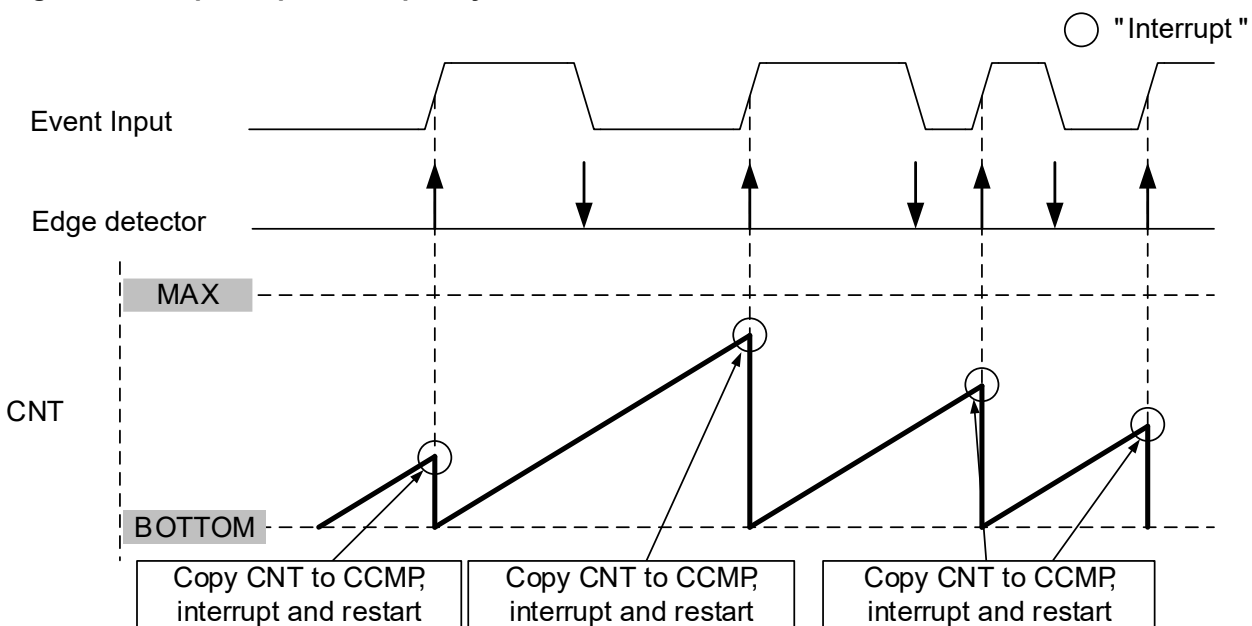 "Interrupt"
Event Input
Edge detector
MAX
CNT
BOTTOM
Copy CNT to CCMP,
interrupt and restart
Copy CNT to CCMP,
interrupt and restart
Copy CNT to CCMP,
interrupt and restart